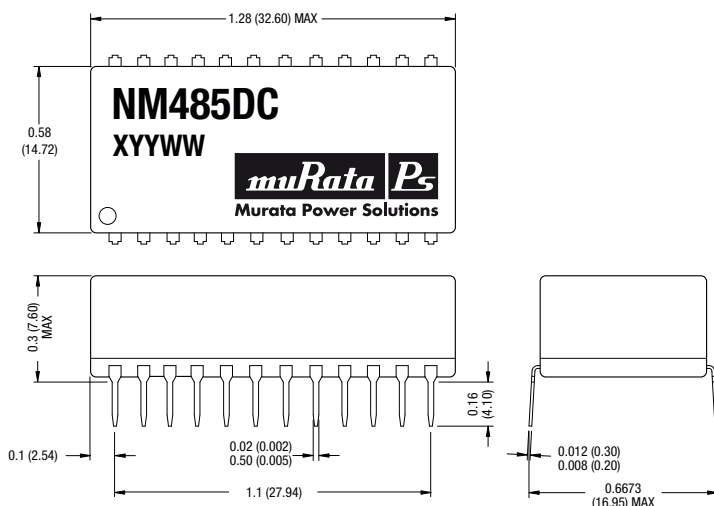 1.28 (32.60) MAX
NM485DC
XYYWW
0.58
(14.72)
muRata Ps
Murata Power Solutions
0.3 (7.60)
MAX
0.16
(4.10)
0.1 (2.54)
0.02 (0.002)
0.50 (0.005)
0.012 (0.30)
0.008 (0.20)
1.1 (27.94)
0.6673
(16.95) MAX